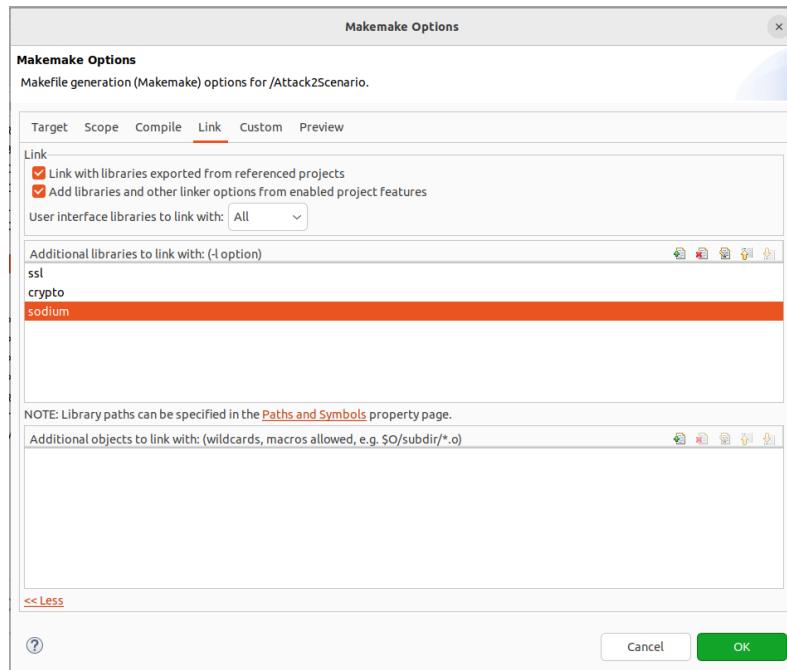 Makemake Options
Makemake Options
Makefile generation (Makemake) options for /Attack2Scenario.
Target Scope Compile Link Custom Preview
Link
Link with libraries exported from referenced projects
Add libraries and other linker options from enabled project features
User interface libraries to link with: All
Additional libraries to link with: (-l option)
ssl
crypto
sodium
NOTE: Library paths can be specified in the Paths and Symbols property page.
Additional objects to link with: (wildcards, macros allowed, e.g. $O/subdir/*.o)
<< Less
Cancel OK